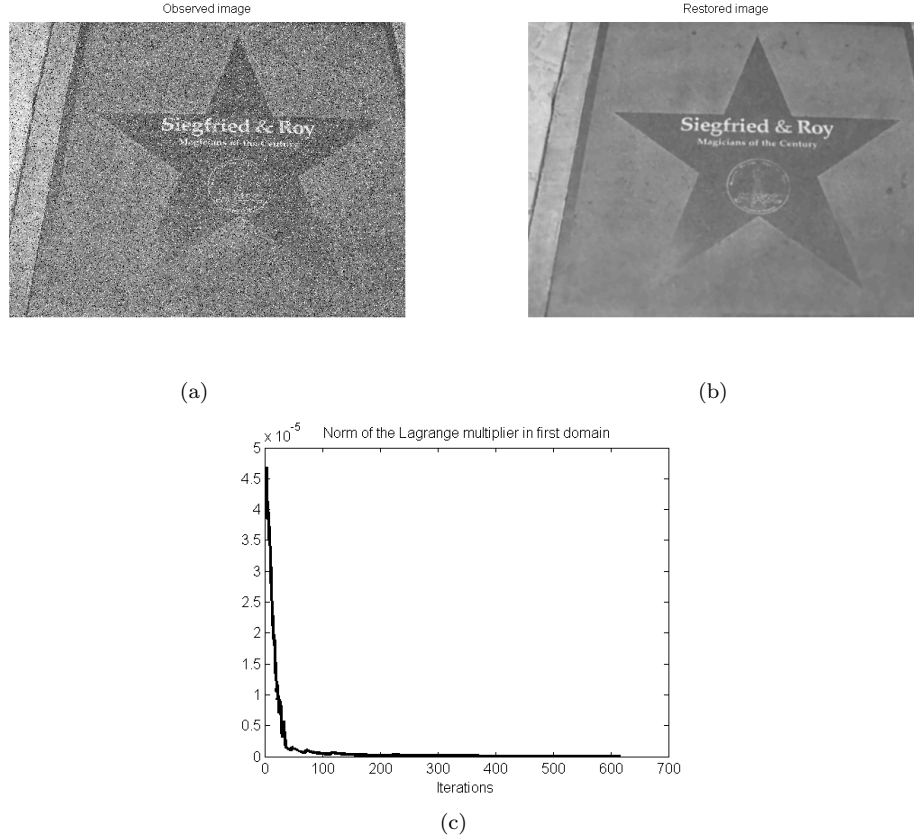 Observed image
Restored image
Siegfried & Roy
Magicians of the Century
Siegfried & Roy
Magicians of the Century
(a)
(b)
Norm of the Lagrange multiplier in first domain
x 10^-5
5
4.5
4
3.5
3
2.5
2
1.5
1
0.5
0
0 100 200 300 400 500 600 700
Iterations
(c)